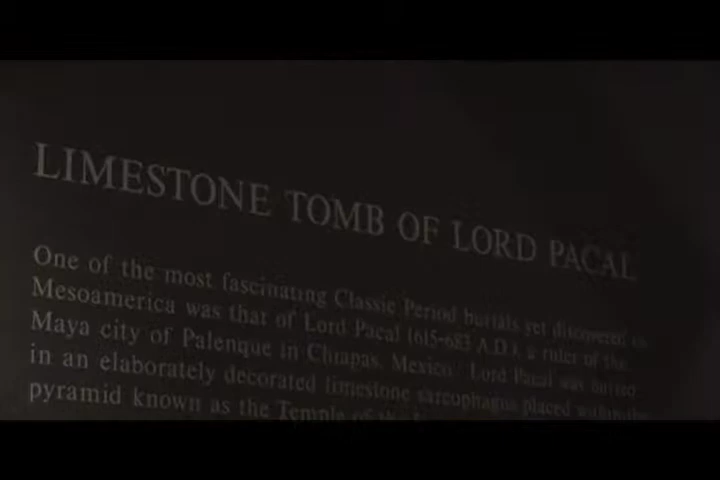 LIMESTONE TOMB OF LORD PACAL
One of the most fascinating Classic Period burials yet discovered in
Mesoamerica was that of Lord Pacal (615-683 A.D.), a ruler of the
Maya city of Palenque in Chiapas, Mexico. Lord Pacal was buried
in an elaborately decorated limestone sarcophagus placed within the
pyramid known as the Temple of the